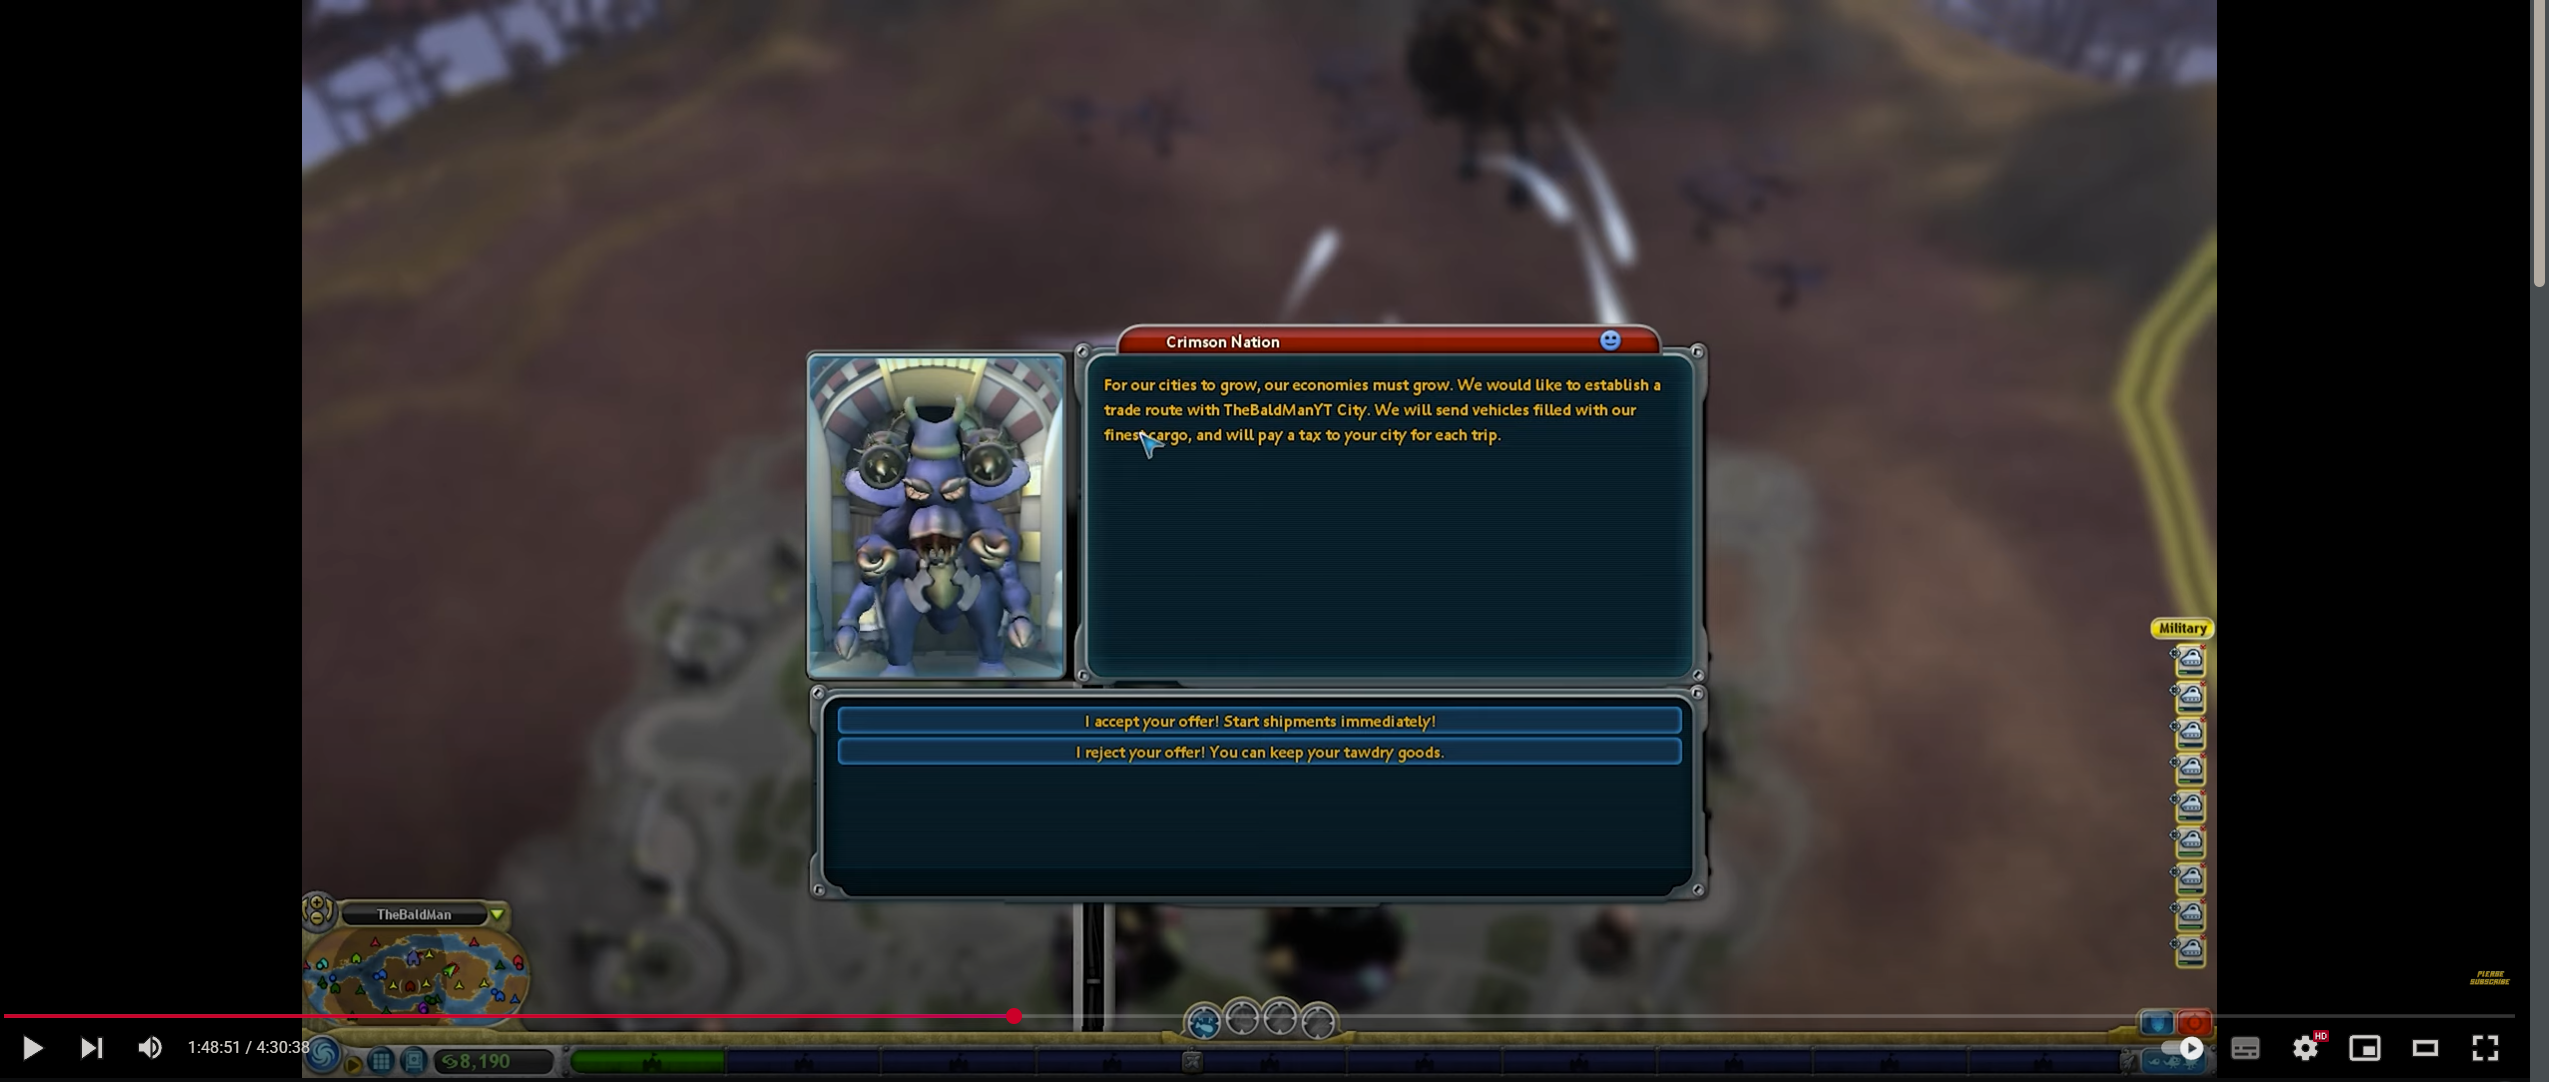 Crimson Nation
For our cities to grow, our economies must grow. We would like to establish a
trade route with TheBaldManYT City. We will send vehicles filled with our
finest cargo, and will pay a tax to your city for each trip.
I accept your offer! Start shipments immediately!
I reject your offer! You can keep your tawdry goods.
Military
TheBaldMan
PIERRE
SUBSCRIBE
1:48:51 / 4:30:38
8,190
HD